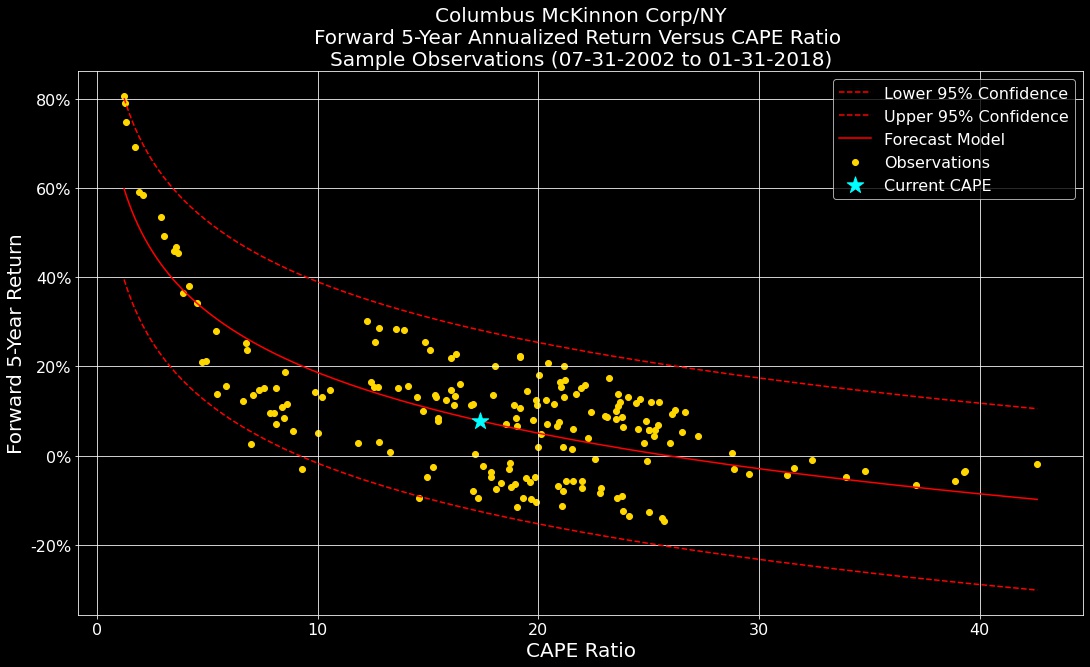 Columbus McKinnon Corp/NY
Forward 5-Year Annualized Return Versus CAPE Ratio
Sample Observations (07-31-2002 to 01-31-2018)
Lower 95% Confidence
Upper 95% Confidence
Forecast Model
Observations
Current CAPE
Forward 5-Year Return
80%
60%
40%
20%
0%
-20%
0 10 20 30 40
CAPE Ratio